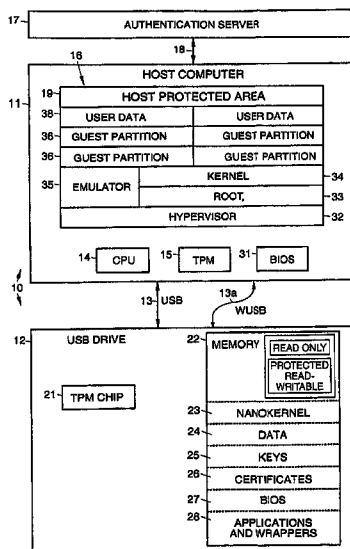 17
AUTHENTICATION SERVER
18
HOST COMPUTER
16
11
19
HOST PROTECTED AREA
38
USER DATA
USER DATA
36
GUEST PARTITION
GUEST PARTITION
36
GUEST PARTITION
GUEST PARTITION
35
EMULATOR
KERNEL
34
ROOT,
33
HYPERVISOR
32
14
CPU
15
TPM
31
BIOS
10
13
USB
13a
WUSB
12
USB DRIVE
22
MEMORY
READ ONLY
PROTECTED
READ-
WRITABLE
21
TPM CHIP
23
NANOKERNEL
24
DATA
25
KEYS
26
CERTIFICATES
27
BIOS
28
APPLICATIONS
AND WRAPPERS